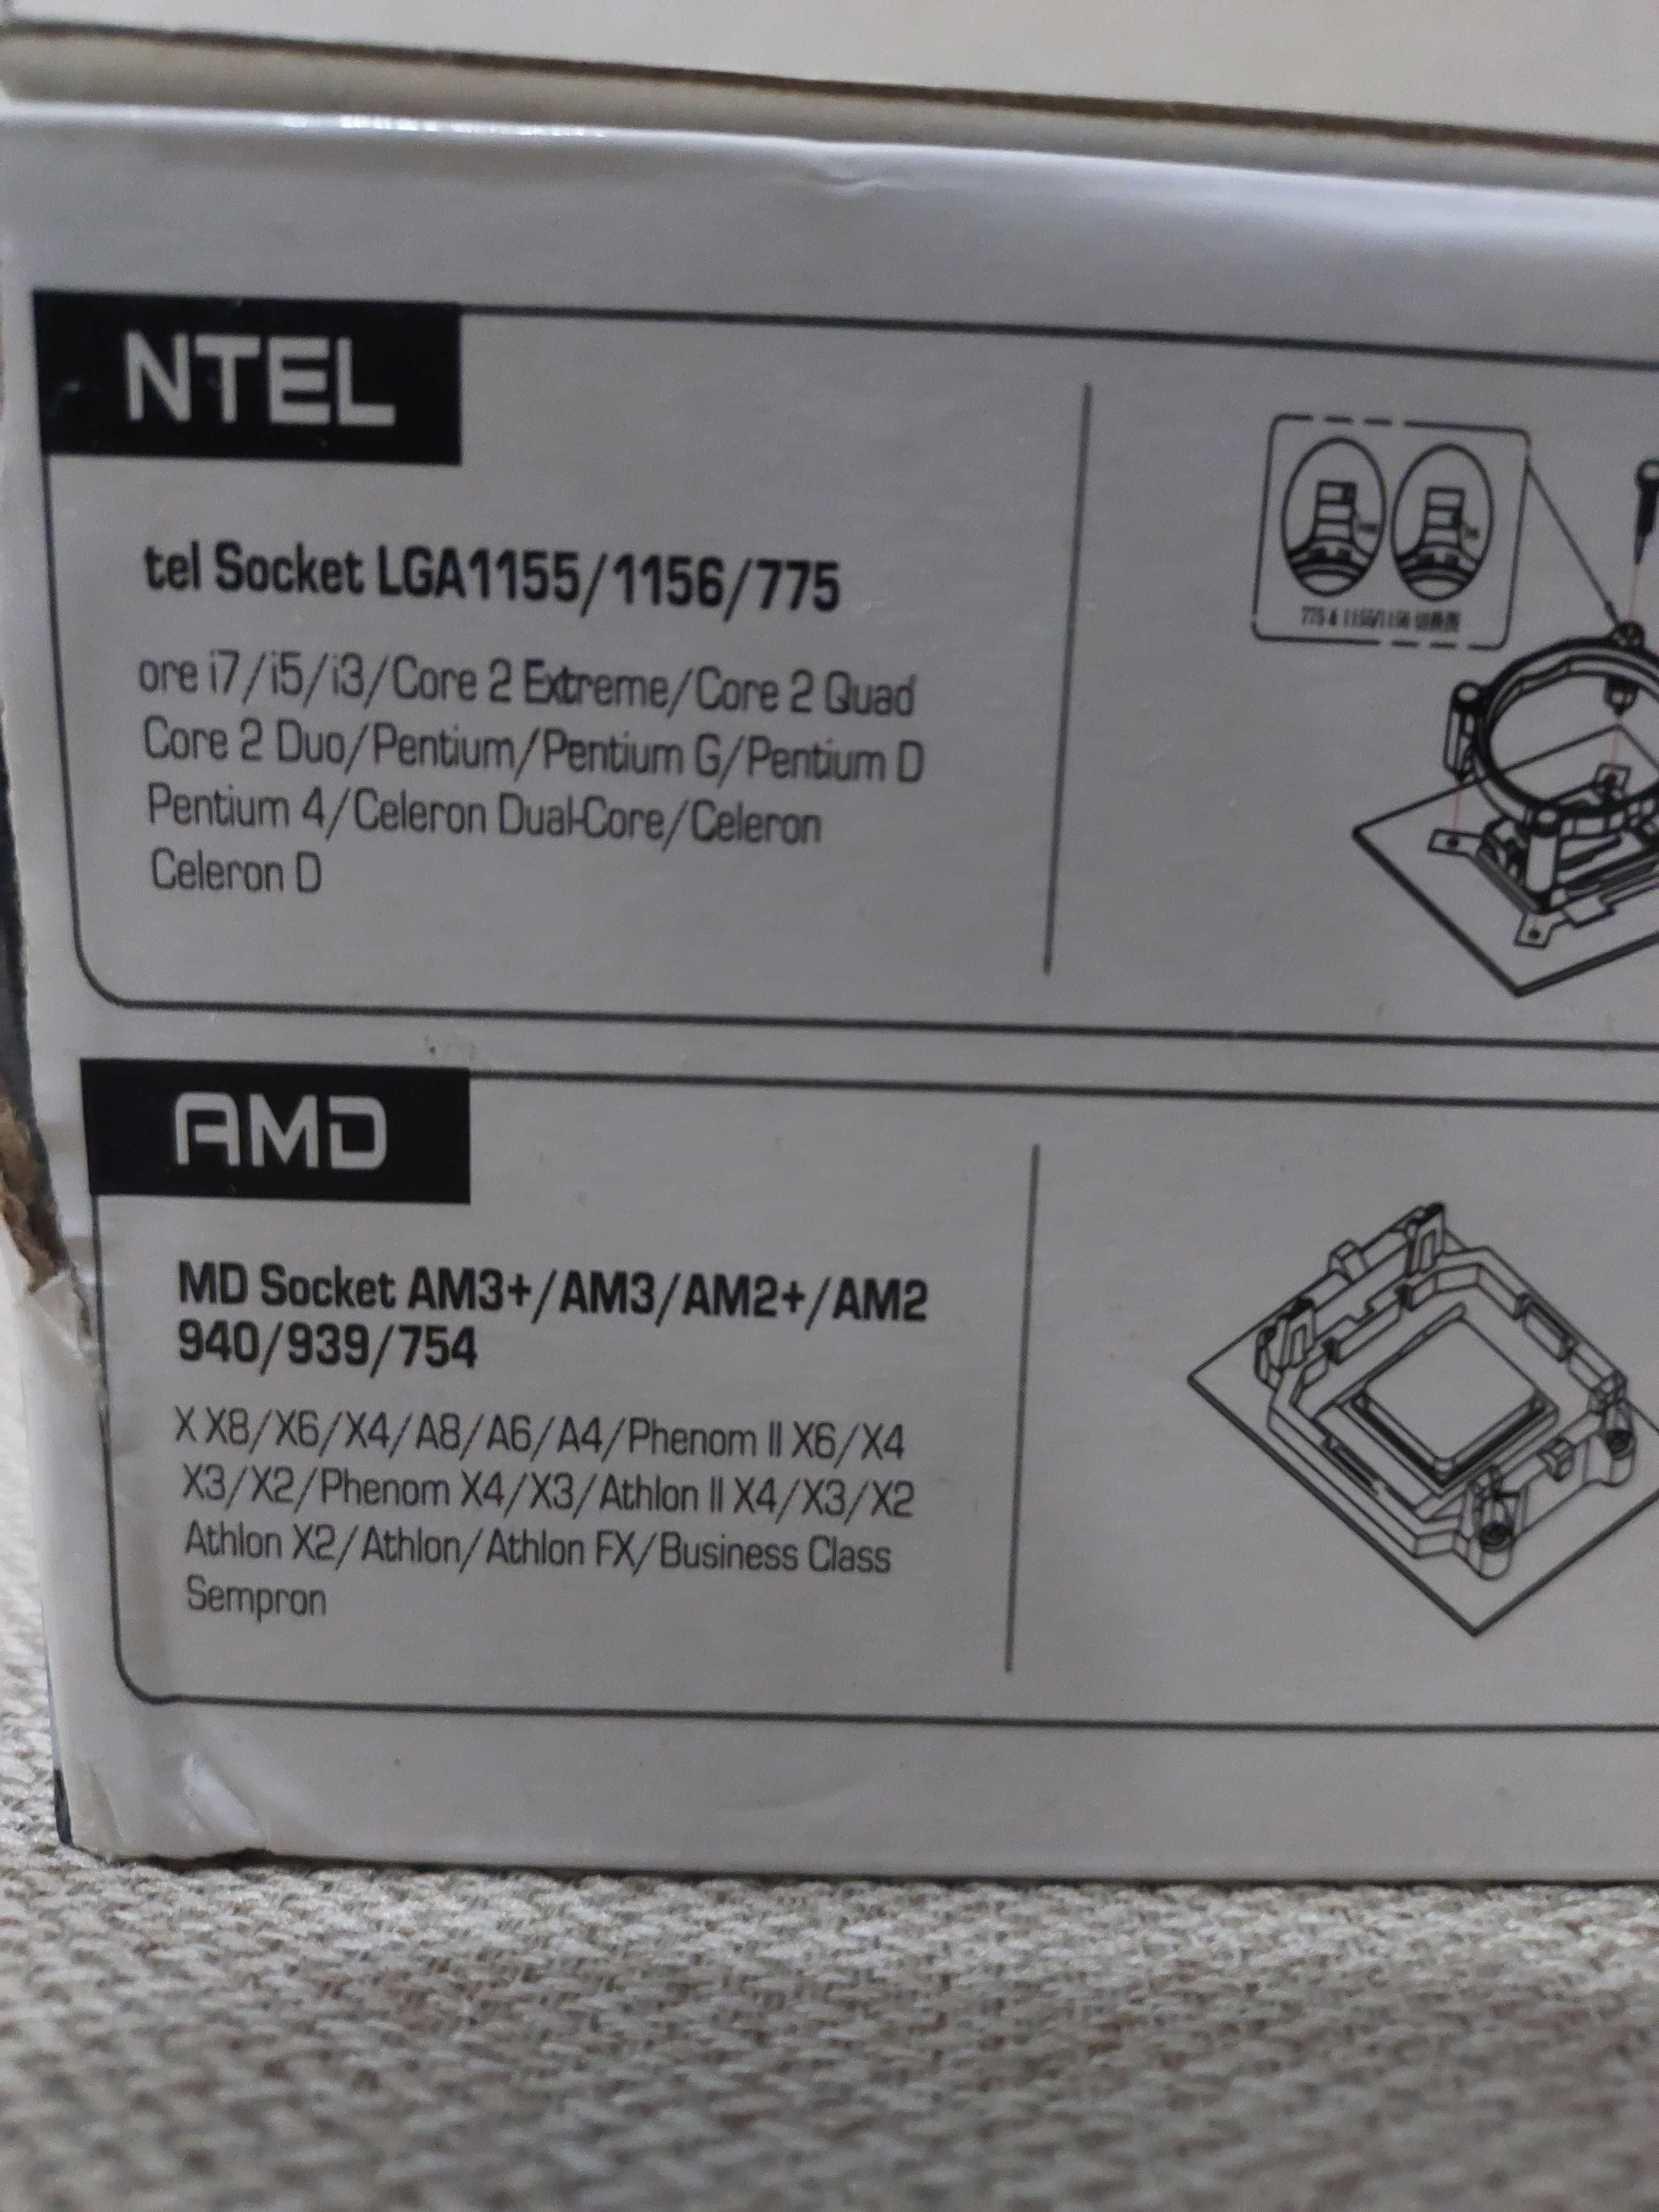 NTEL
tel Socket LGA1155/1156/775
ore i7/i5/i3/Core 2 Extreme/Core 2 Quad
Core 2 Duo/Pentium/Pentium G/Pentium D
Pentium 4/Celeron Dual-Core/Celeron
Celeron D
775 & 1155/1156
AMD
MD Socket AM3+/AM3/AM2+/AM2
940/939/754
X X8/X6/X4/A8/A6/A4/Phenom II X6/X4
X3/X2/Phenom X4/X3/Athlon II X4/X3/X2
Athlon X2/Athlon/Athlon FX/Business Class
Sempron